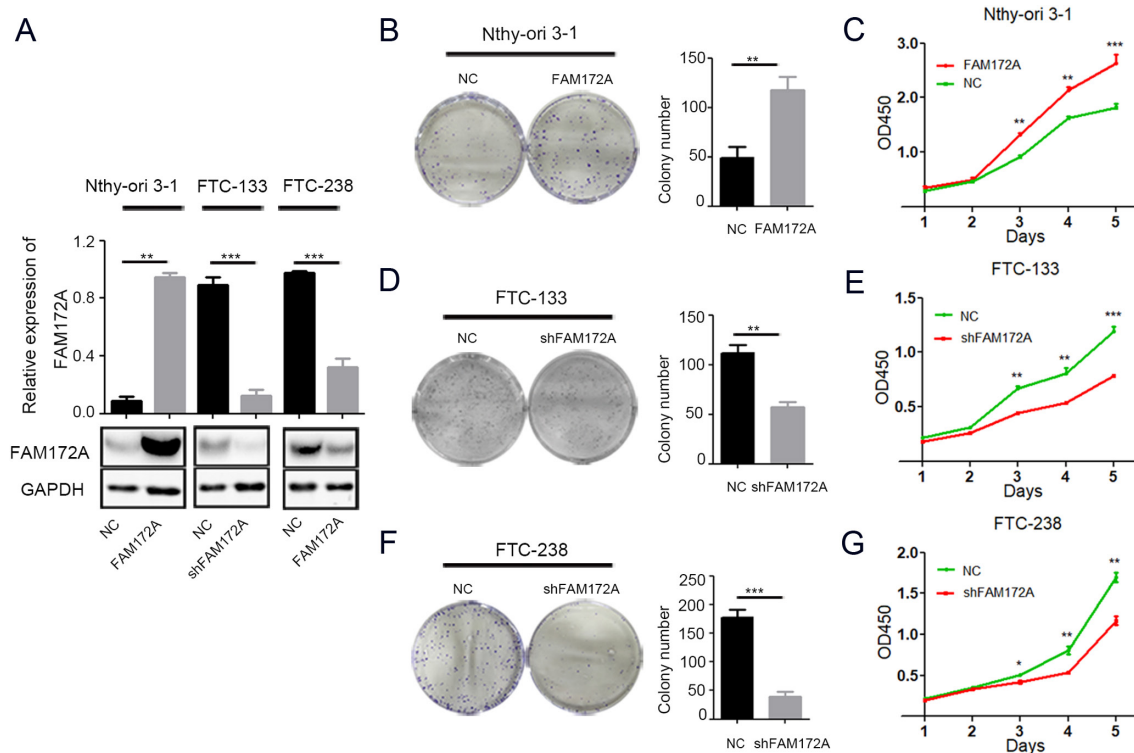 A
Nthy-ori 3-1 FTC-133 FTC-238
Relative expression of
FAM172A
1.2
0.8
0.4
0.0
** *** ***
FAM172A
GAPDH
NC FAM172A NC shFAM172A NC FAM172A
B
Nthy-ori 3-1
NC FAM172A
Colony number
150
100
50
0
**
NC FAM172A
C
Nthy-ori 3-1
OD450
3.0
2.0
1.0
FAM172A
NC
** ** ***
1 2 3 4 5
Days
D
FTC-133
NC shFAM172A
Colony number
150
100
50
0
**
NC shFAM172A
E
FTC-133
OD450
1.5
1.0
0.5
NC
shFAM172A
** ** ***
1 2 3 4 5
Days
F
FTC-238
NC shFAM172A
Colony number
250
200
150
100
50
0
***
NC shFAM172A
G
FTC-238
OD450
2.0
1.5
1.0
0.5
NC
shFAM172A
* ** **
1 2 3 4 5
Days